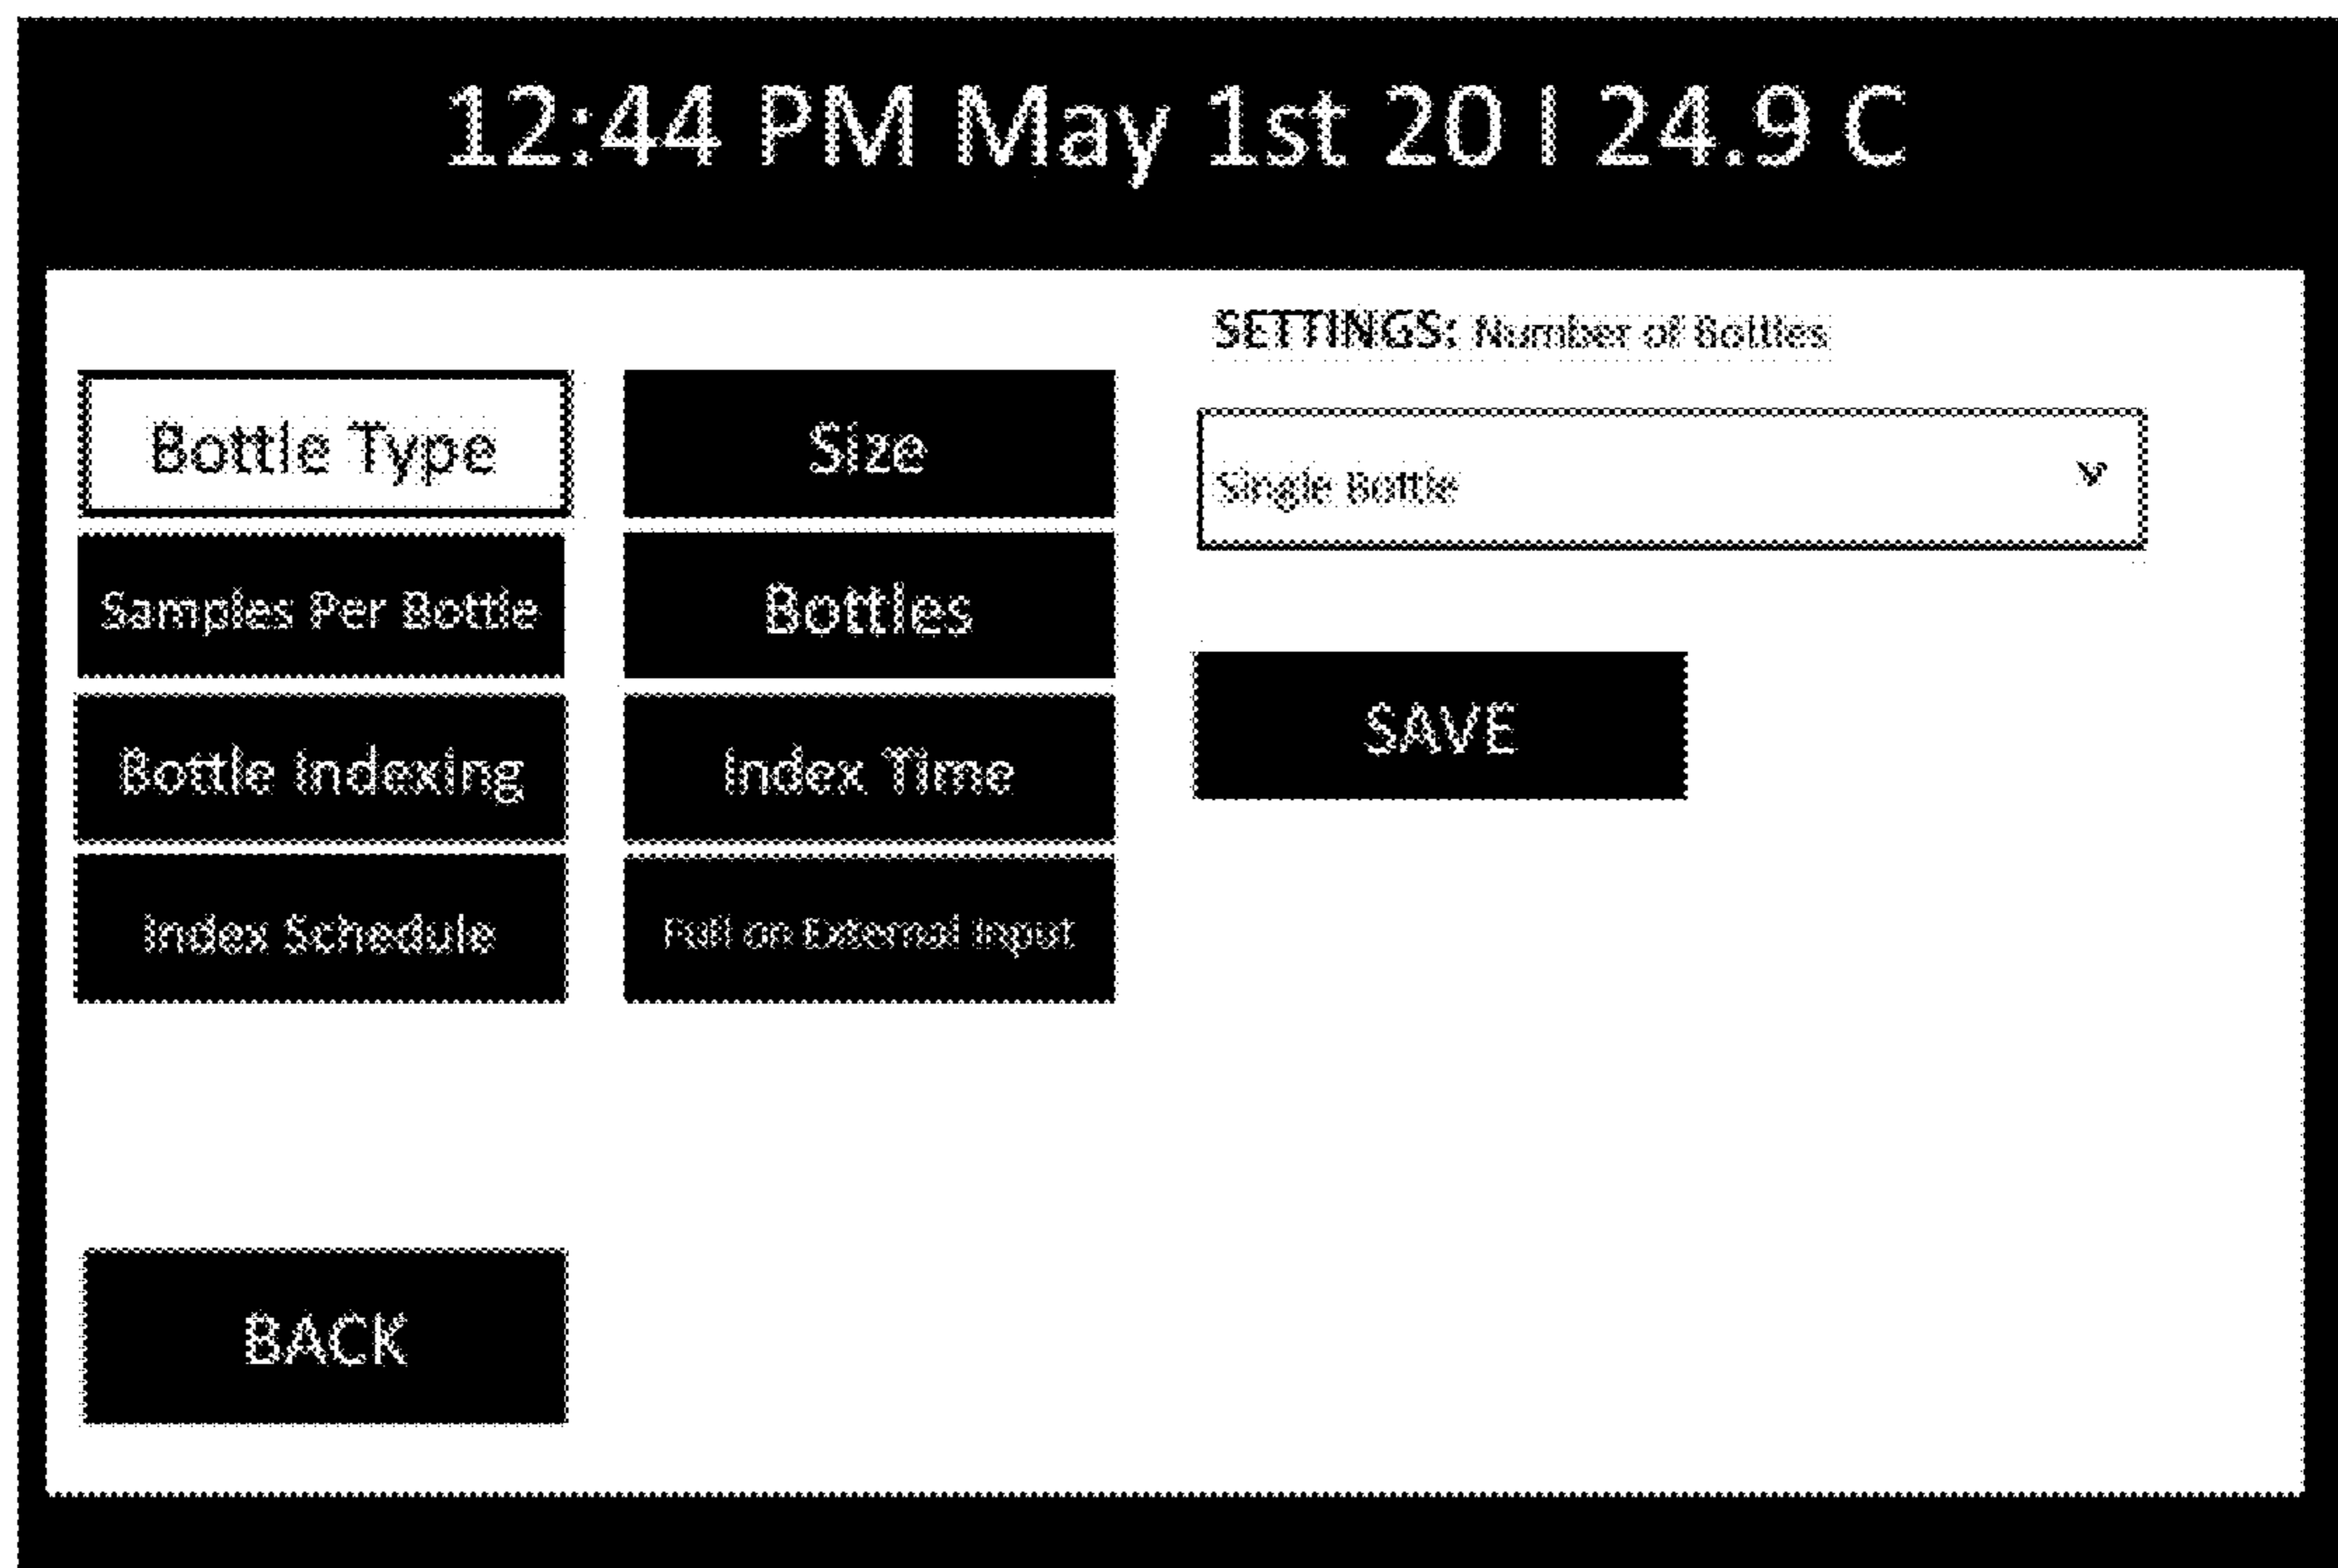 12:44 PM May 1st 20 | 24.9 C
SETTINGS: Number of Bottles
Bottle Type
Size
Single Bottle
Samples Per Bottle
Bottles
SAVE
Bottle Indexing
Index Time
Index Schedule
Full on External Input
BACK